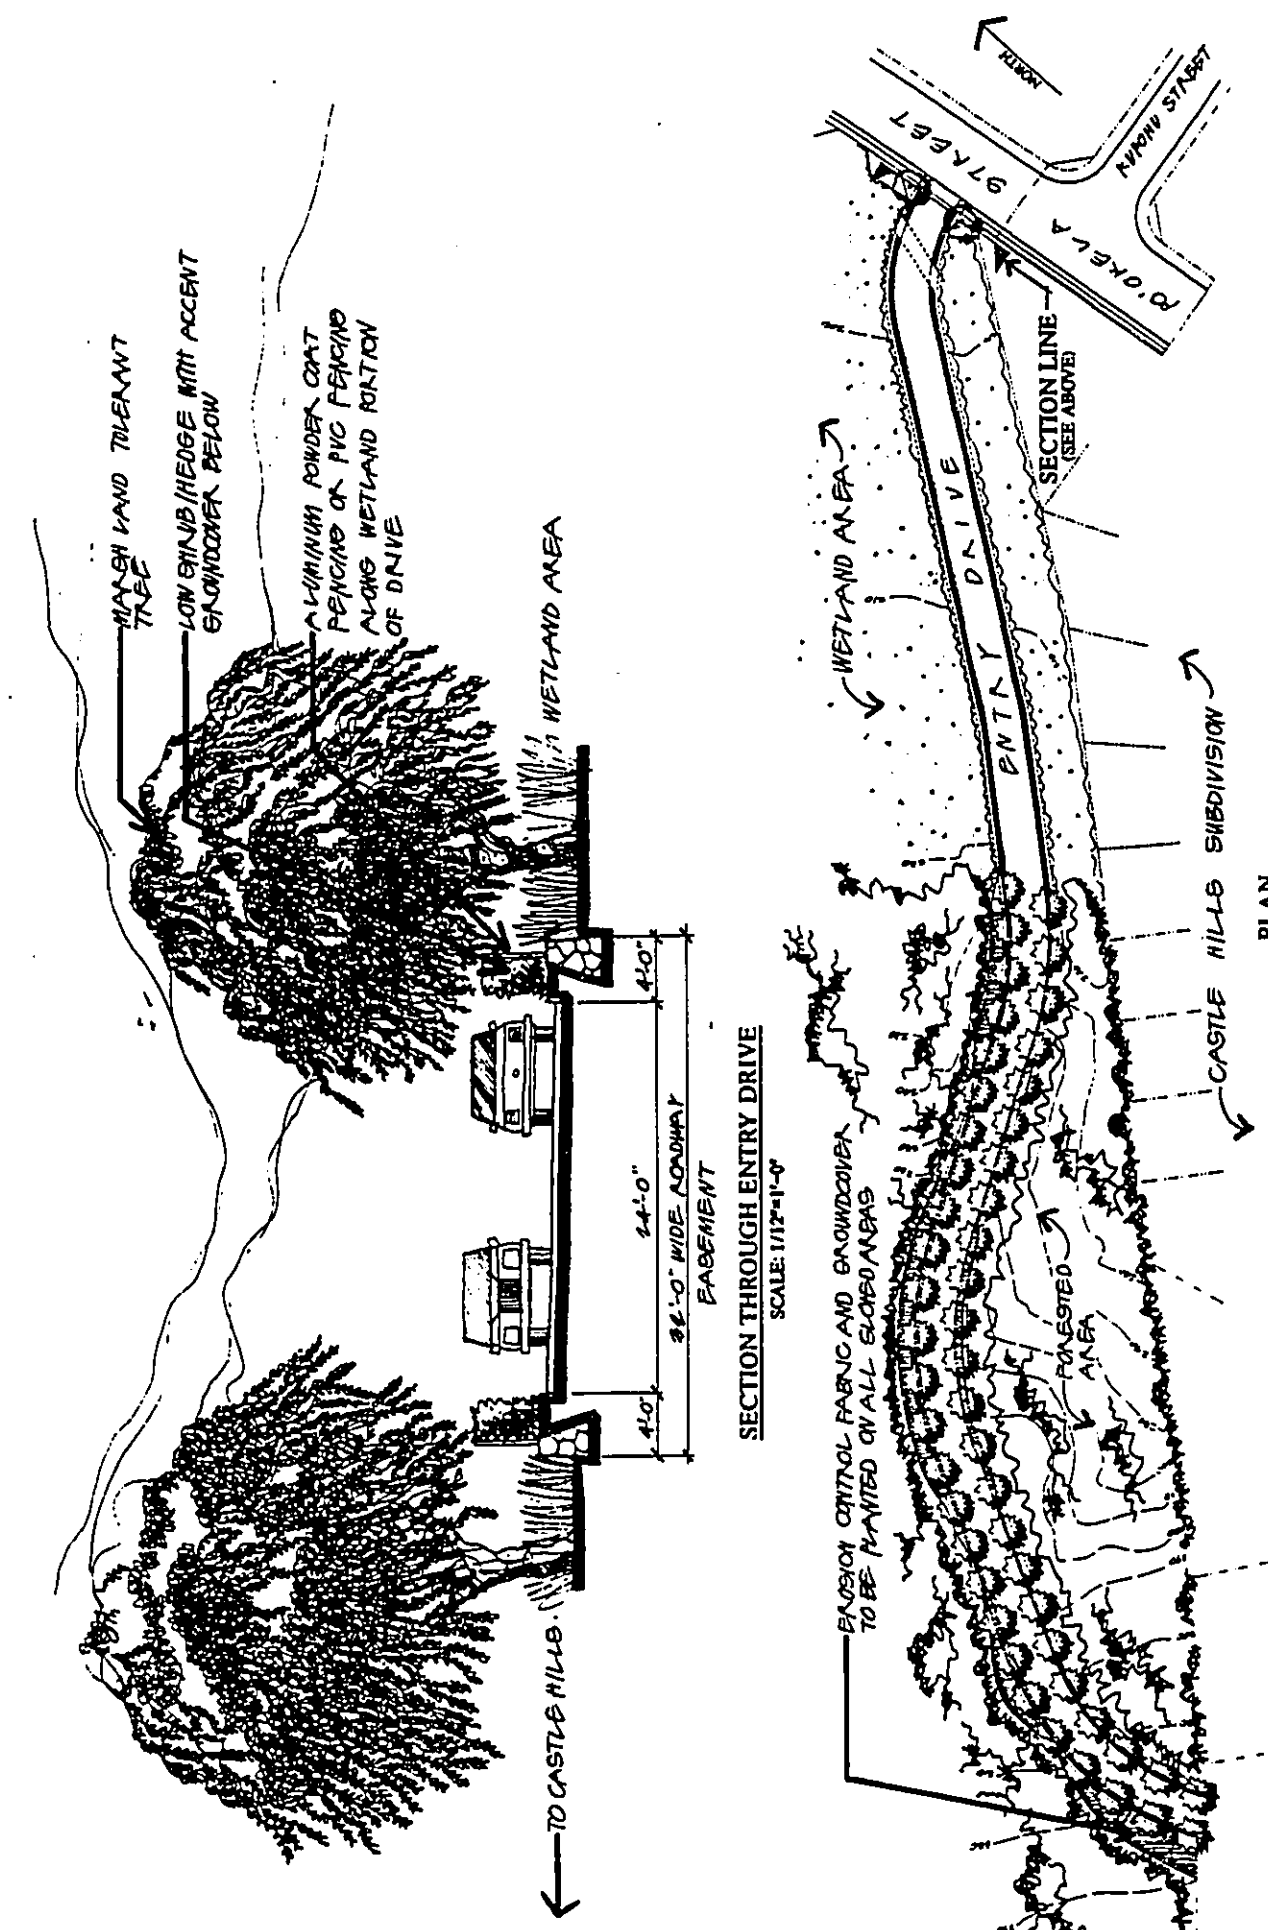 MARSH LAND TOLERANT
TREE
LOW SHRUB/HEDGE WITH ACCENT
GROUNDCOVER BELOW
ALUMINUM POWDER COAT
FENCING OR PVC FENCING
ALONG WETLAND PORTION
OF DRIVE
WETLAND AREA
TO CASTLE HILLS
4'-0"
24'-0"
4'-0"
32'-0" WIDE ROADWAY
EASEMENT
SECTION THROUGH ENTRY DRIVE
SCALE: 1/12"=1'-0"
EROSION CONTROL FABRIC AND GROUNDCOVER
TO BE PLANTED ON ALL SLOPED AREAS
WETLAND AREA
NORTH
PO'OKELA STREET
KUPOHU STREET
ENTRY DRIVE
SECTION LINE
(SEE ABOVE)
FORESTED
AREA
CASTLE HILLS SUBDIVISION
PLAN